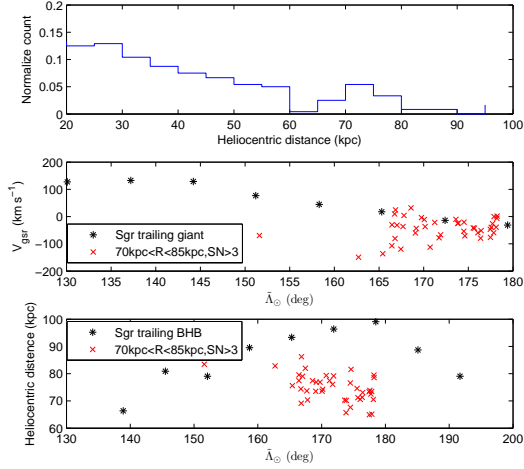 0.2
0.15
0.1
0.05
0
Normalize count
20 30 40 50 60 70 80 90 100
Heliocentric distance (kpc)
200
100
0
−100
−200
V_gsr (km s⁻¹)
Sgr trailing giant
70kpc<R<85kpc,SN>3
130 135 140 145 150 155 160 165 170 175 180
Λ̃_⊙ (deg)
100
90
80
70
60
Heliocentric distence (kpc)
Sgr trailing BHB
70kpc<R<85kpc,SN>3
130 140 150 160 170 180 190 200
Λ̃_⊙ (deg)